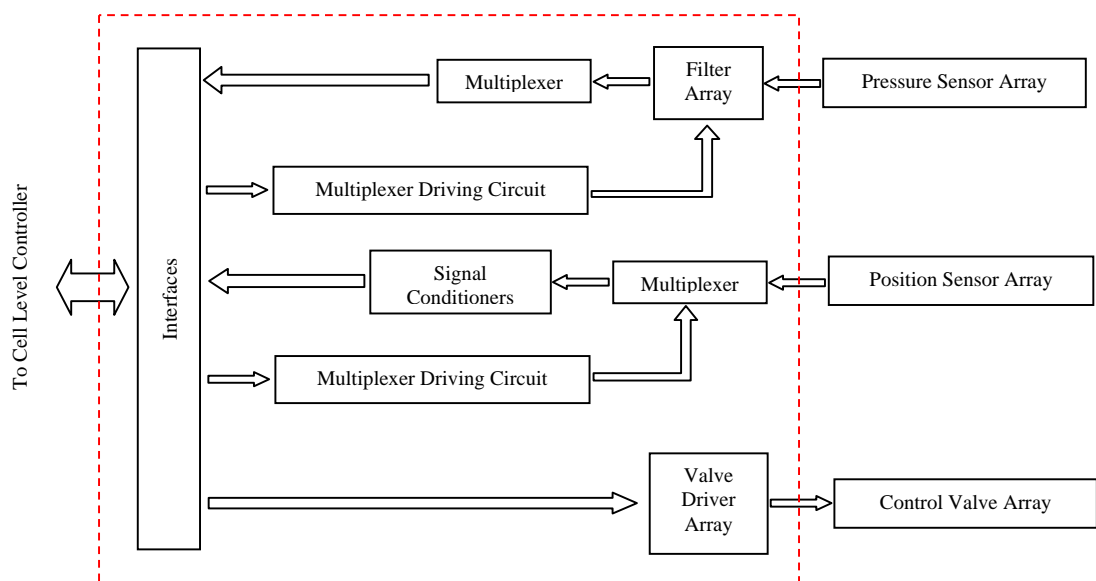 Multiplexer
Filter
Array
Pressure Sensor Array
Multiplexer Driving Circuit
To Cell Level Controller
Interfaces
Signal
Conditioners
Multiplexer
Position Sensor Array
Multiplexer Driving Circuit
Valve
Driver
Array
Control Valve Array